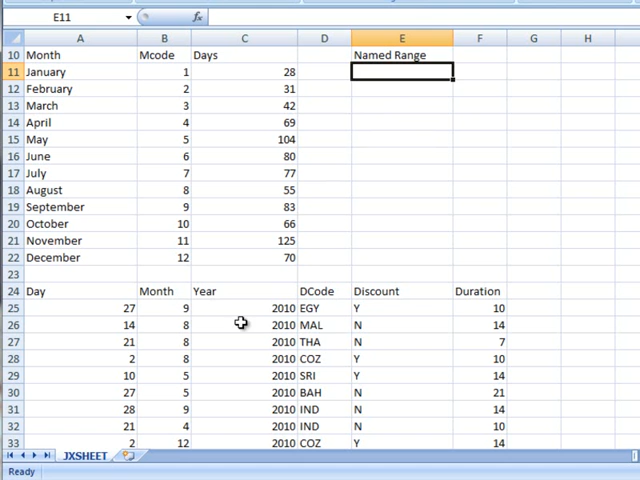 E11 fx
A B C D E F G H
10 Month Mcode Days Named Range
11 January 1 28
12 February 2 31
13 March 3 42
14 April 4 69
15 May 5 104
16 June 6 80
17 July 7 77
18 August 8 55
19 September 9 83
20 October 10 66
21 November 11 125
22 December 12 70
23
24 Day Month Year DCode Discount Duration
25 27 9 2010 EGY Y 10
26 14 8 2010 MAL N 14
27 21 8 2010 THA N 7
28 2 8 2010 COZ Y 10
29 10 5 2010 SRI Y 14
30 27 5 2010 BAH N 21
31 28 9 2010 IND N 14
32 21 4 2010 IND N 10
33 2 12 2010 COZ Y 14
JXSHEET
Ready